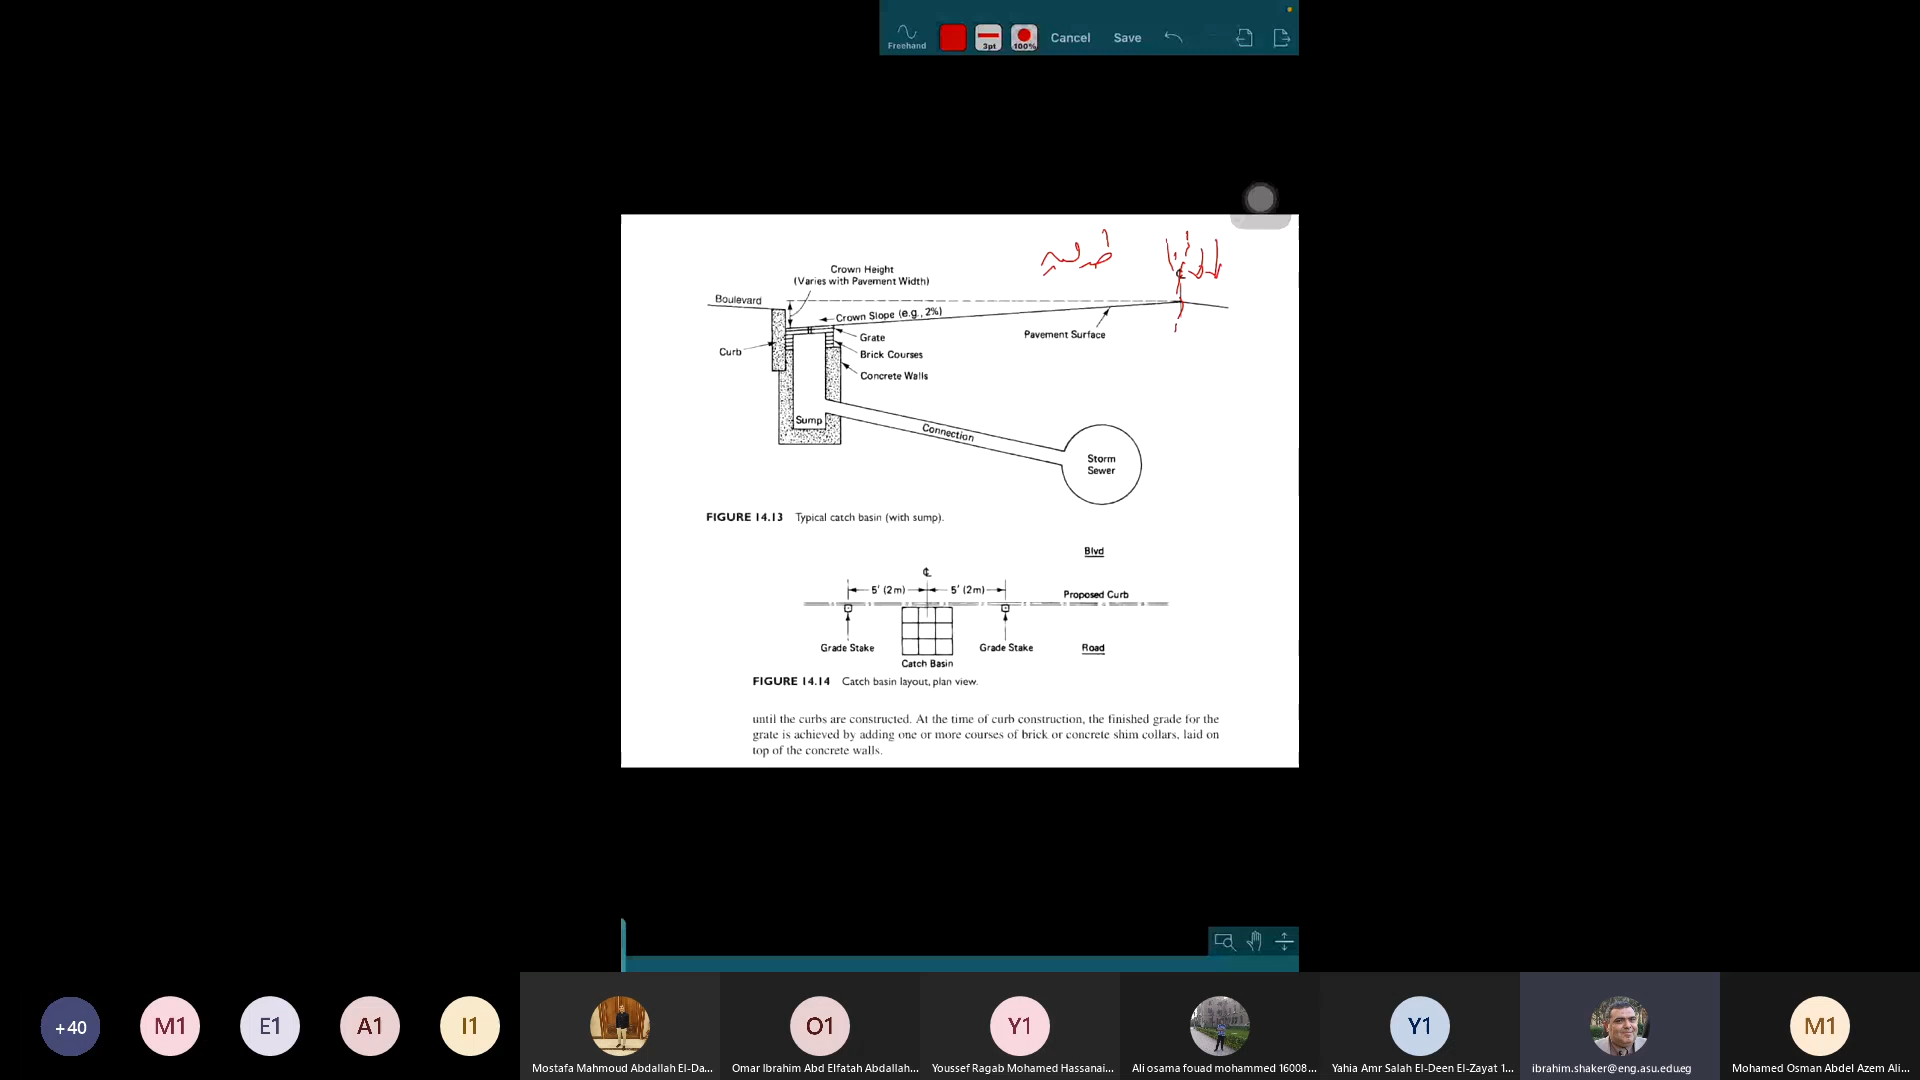 Freehand
3pt
100%
Cancel
Save
℄
Crown Height
(Varies with Pavement Width)
Boulevard
Crown Slope (e.g., 2%)
Pavement Surface
Grate
Curb
Brick Courses
Concrete Walls
Sump
Connection
Storm
Sewer
FIGURE 14.13 Typical catch basin (with sump).
Blvd
℄
5' (2m)
5' (2m)
Proposed Curb
Grade Stake
Grade Stake
Road
Catch Basin
FIGURE 14.14 Catch basin layout, plan view.
until the curbs are constructed. At the time of curb construction, the finished grade for the
grate is achieved by adding one or more courses of brick or concrete shim collars, laid on
top of the concrete walls.
+40
M1
E1
A1
I1
O1
Y1
Y1
M1
Mostafa Mahmoud Abdallah El-Da...
Omar Ibrahim Abd Elfatah Abdallah...
Youssef Ragab Mohamed Hassanai...
Ali osama fouad mohammed 16008...
Yahia Amr Salah El-Deen El-Zayat 1...
ibrahim.shaker@eng.asu.edu.eg
Mohamed Osman Abdel Azem Ali...